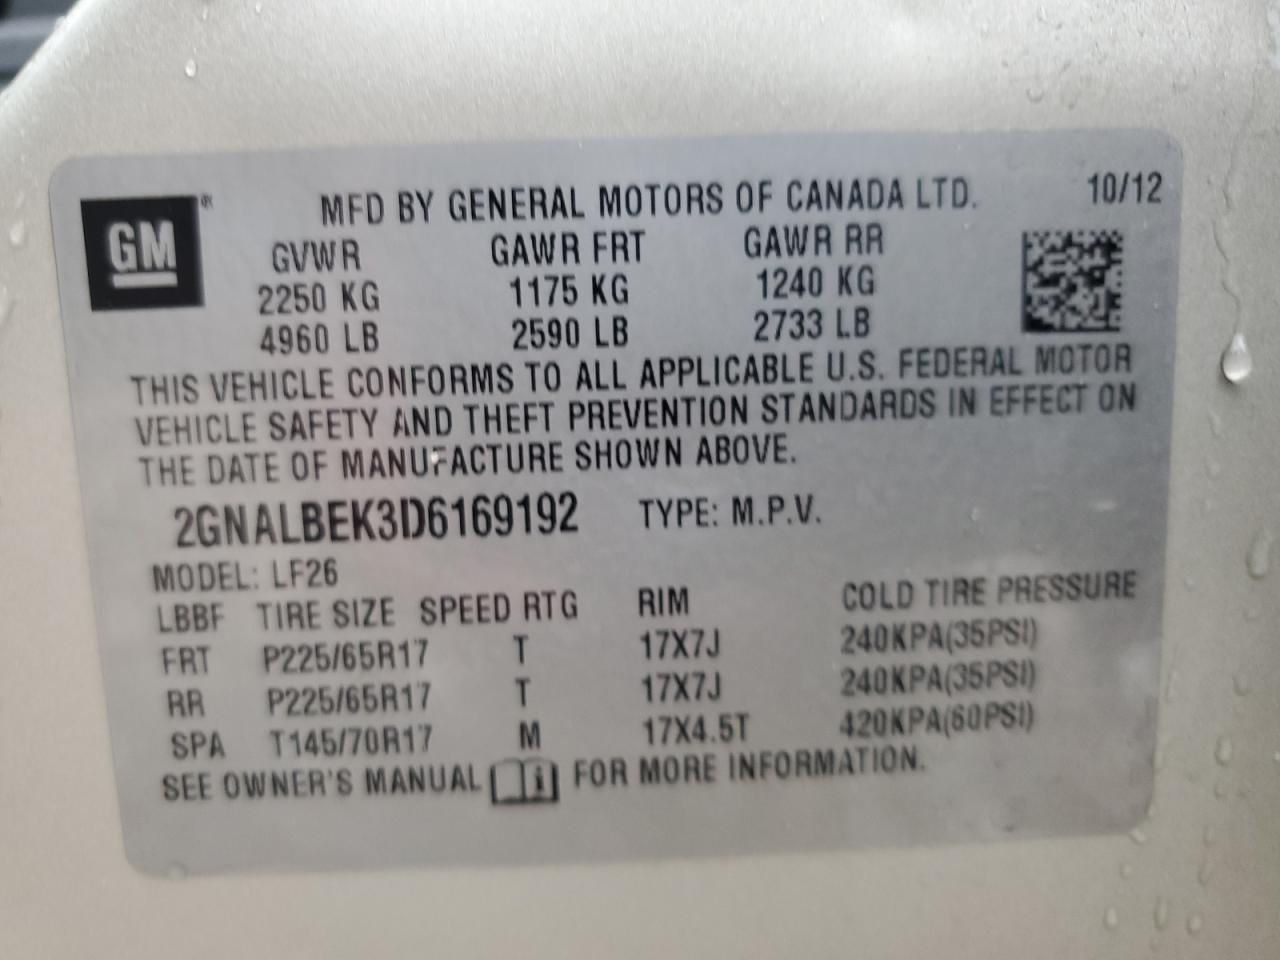 GM
MFD BY GENERAL MOTORS OF CANADA LTD. 10/12
GVWR GAWR FRT GAWR RR
2250 KG 1175 KG 1240 KG
4960 LB 2590 LB 2733 LB
THIS VEHICLE CONFORMS TO ALL APPLICABLE U.S. FEDERAL MOTOR
VEHICLE SAFETY AND THEFT PREVENTION STANDARDS IN EFFECT ON
THE DATE OF MANUFACTURE SHOWN ABOVE.
2GNALBEK3D6169192 TYPE: M.P.V.
MODEL: LF26
LBBF TIRE SIZE SPEED RTG RIM COLD TIRE PRESSURE
FRT P225/65R17 T 17X7J 240KPA(35PSI)
RR P225/65R17 T 17X7J 240KPA(35PSI)
SPA T145/70R17 M 17X4.5T 420KPA(60PSI)
SEE OWNER'S MANUAL FOR MORE INFORMATION.